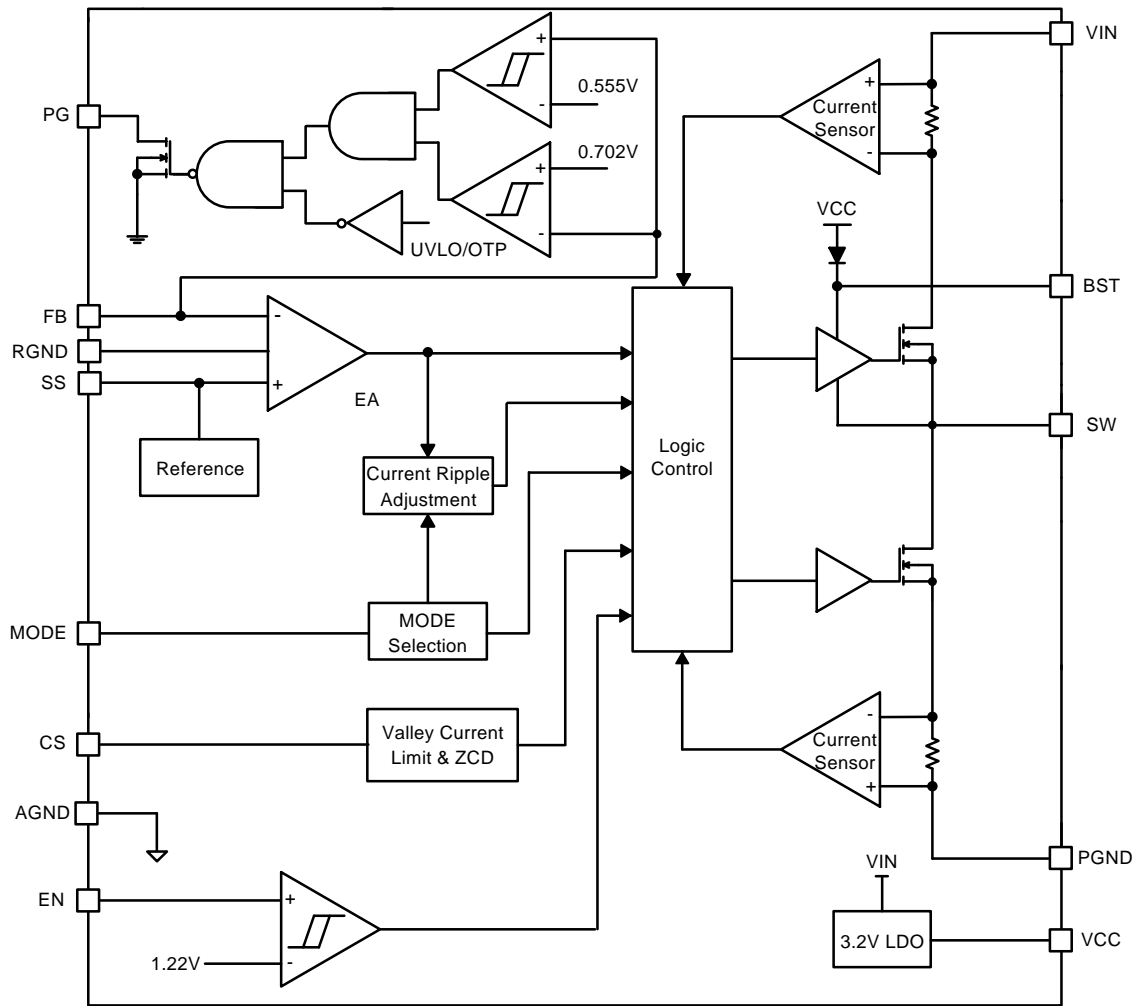 VIN
+
0.555V
-
+
Current
Sensor
-
PG
0.702V
+
-
VCC
UVLO/OTP
BST
FB
-
RGND
SS
+
EA
SW
Reference
Current Ripple
Adjustment
Logic
Control
MODE
MODE
Selection
CS
Valley Current
Limit & ZCD
-
Current
Sensor
+
AGND
PGND
VIN
EN
+
3.2V LDO
VCC
1.22V
-